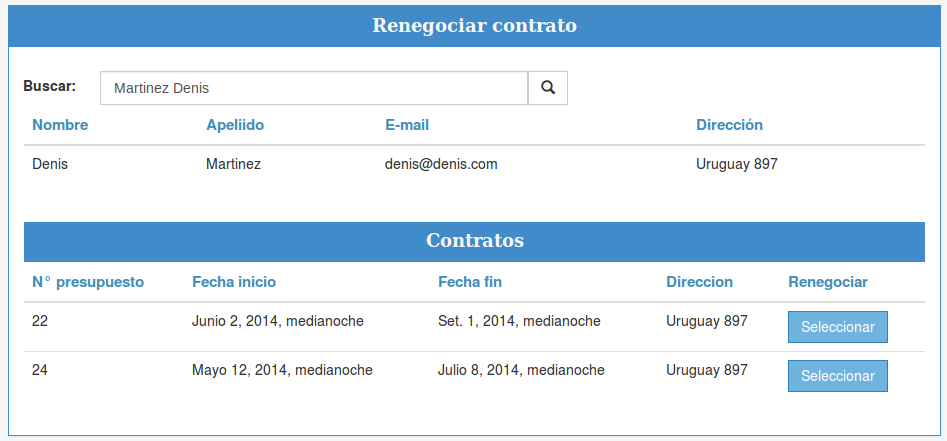 Renegociar contrato
Buscar: Martinez Denis
Nombre Apeliido E-mail Dirección
Denis Martinez denis@denis.com Uruguay 897
Contratos
N° presupuesto Fecha inicio Fecha fin Direccion Renegociar
22 Junio 2, 2014, medianoche Set. 1, 2014, medianoche Uruguay 897 Seleccionar
24 Mayo 12, 2014, medianoche Julio 8, 2014, medianoche Uruguay 897 Seleccionar